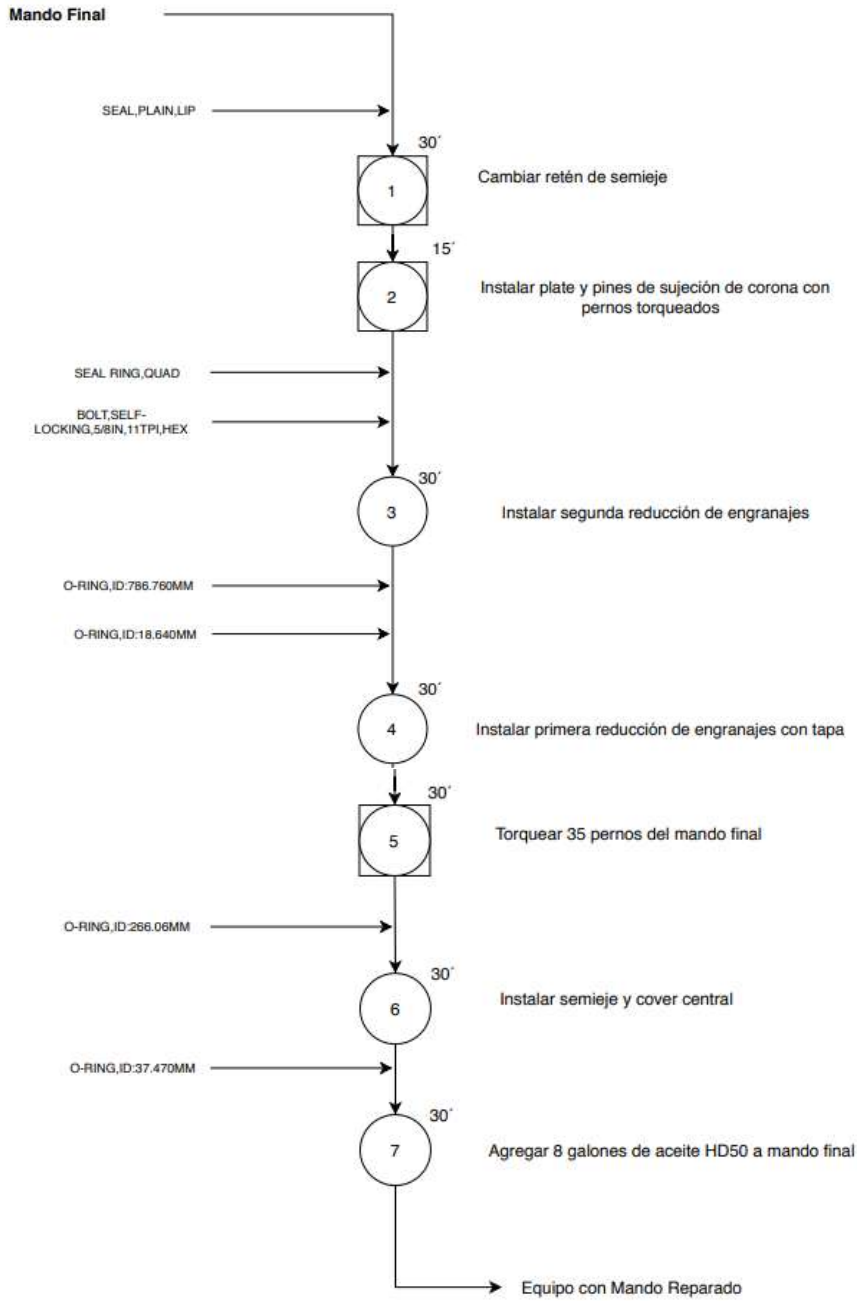 Mando Final
SEAL,PLAIN,LIP
30´
1
Cambiar retén de semieje
15´
2
Instalar plate y pines de sujeción de corona con
pernos torqueados
SEAL RING,QUAD
BOLT,SELF-
LOCKING,5/8IN,11TPI,HEX
30´
3
Instalar segunda reducción de engranajes
O-RING,ID:786.760MM
O-RING,ID:18.640MM
30´
4
Instalar primera reducción de engranajes con tapa
30´
5
Torquear 35 pernos del mando final
O-RING,ID:266.06MM
30´
6
Instalar semieje y cover central
O-RING,ID:37.470MM
30´
7
Agregar 8 galones de aceite HD50 a mando final
Equipo con Mando Reparado